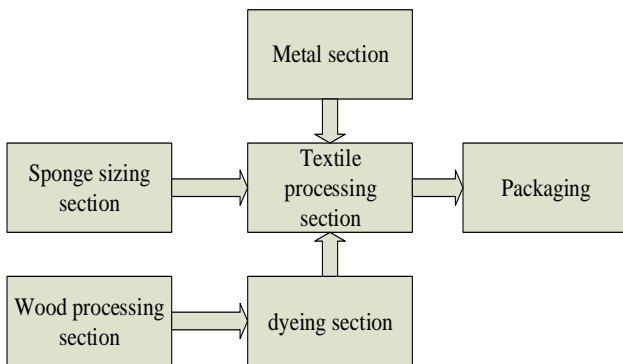 Metal section
Sponge sizing
section
Textile
processing
section
Packaging
Wood processing
section
dyeing section